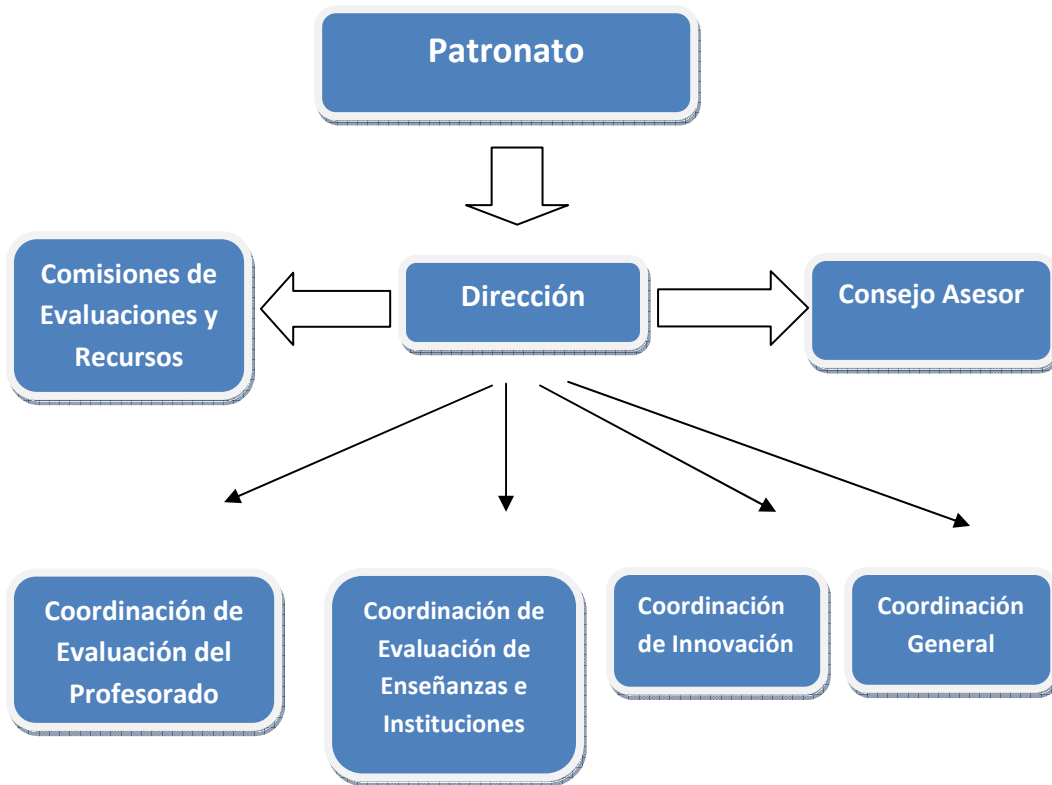 Patronato
Comisiones de
Evaluaciones y
Recursos
Dirección
Consejo Asesor
Coordinación de
Evaluación del
Profesorado
Coordinación de
Evaluación de
Enseñanzas e
Instituciones
Coordinación
de Innovación
Coordinación
General